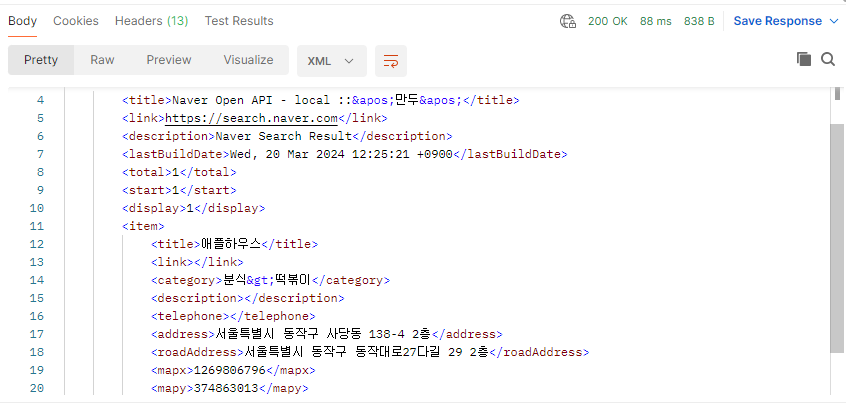 Body Cookies Headers (13) Test Results 200 OK 88 ms 838 B Save Response
Pretty Raw Preview Visualize XML
4 <title>Naver Open API - local ::&apos;만두&apos;</title>
5 <link>https://search.naver.com</link>
6 <description>Naver Search Result</description>
7 <lastBuildDate>Wed, 20 Mar 2024 12:25:21 +0900</lastBuildDate>
8 <total>1</total>
9 <start>1</start>
10 <display>1</display>
11 <item>
12 <title>애플하우스</title>
13 <link></link>
14 <category>분식&gt;떡볶이</category>
15 <description></description>
16 <telephone></telephone>
17 <address>서울특별시 동작구 사당동 138-4 2층</address>
18 <roadAddress>서울특별시 동작구 동작대로27다길 29 2층</roadAddress>
19 <mapx>1269806796</mapx>
20 <mapy>374863013</mapy>